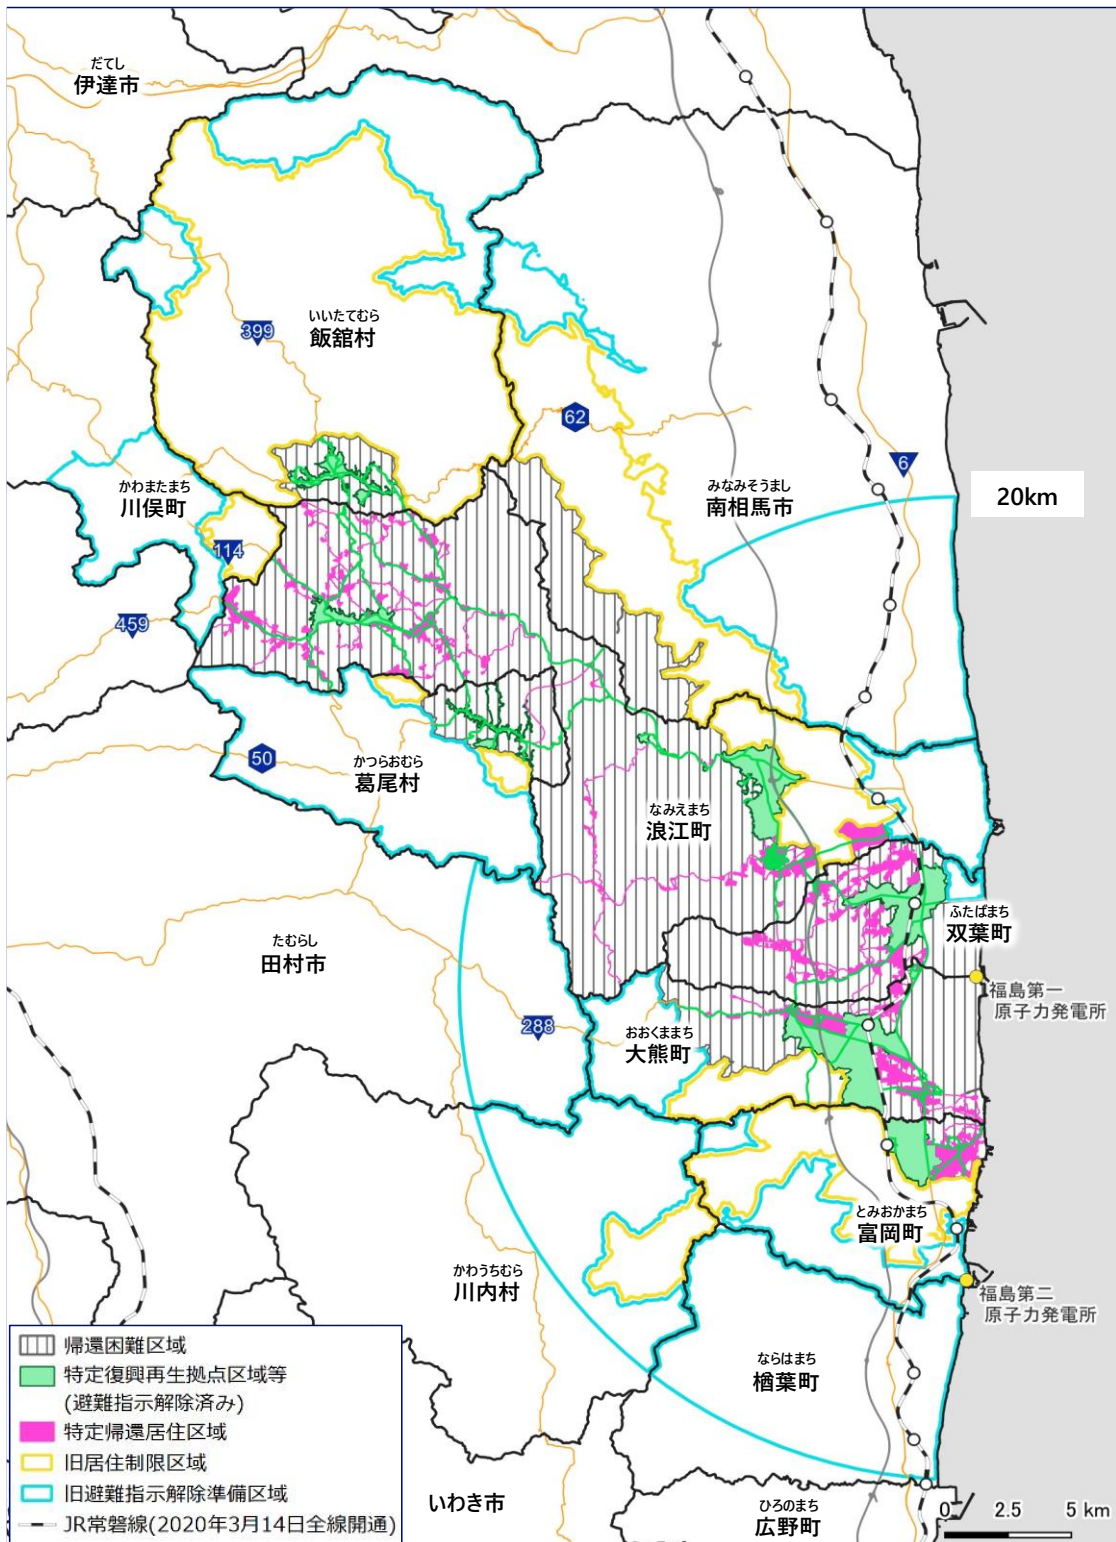 だてし
伊達市
いいたてむら
飯舘村
399
62
6
みなみそうまし
南相馬市
20km
かわまたまち
川俣町
114
459
50
かつらおむら
葛尾村
なみえまち
浪江町
ふたばまち
双葉町
たむらし
田村市
福島第一
原子力発電所
288
おおくままち
大熊町
とみおかまち
富岡町
かわうちむら
川内村
福島第二
原子力発電所
ならはまち
楢葉町
いわき市
ひろのまち
広野町
帰還困難区域
特定復興再生拠点区域等
(避難指示解除済み)
特定帰還居住区域
旧居住制限区域
旧避難指示解除準備区域
JR常磐線(2020年3月14日全線開通)
0 2.5 5 km